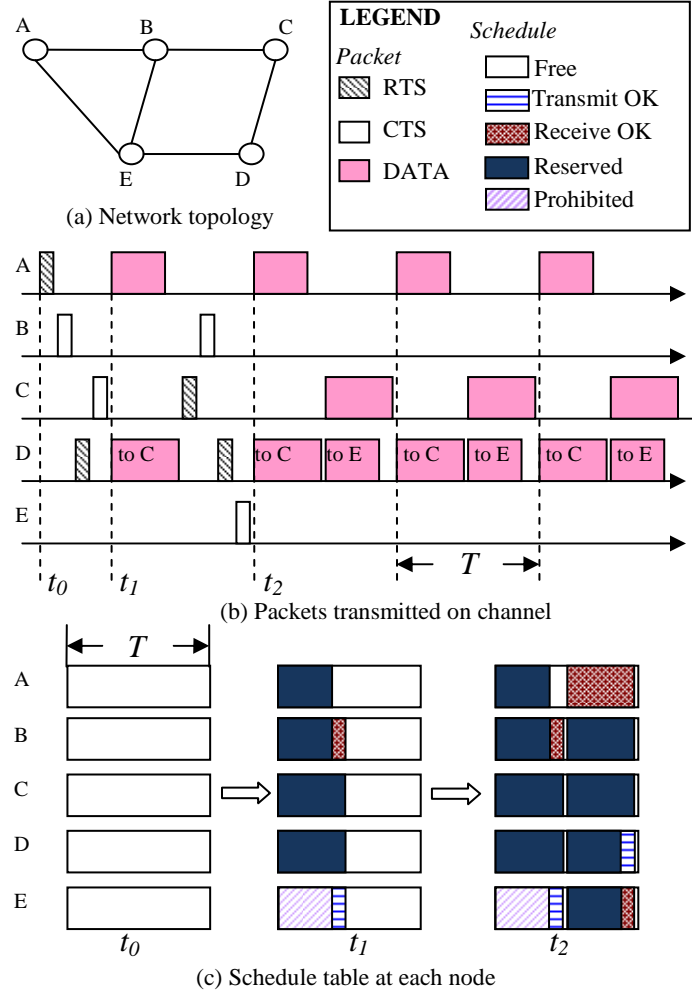 A
B
C
E
D
(a) Network topology
LEGEND
Packet
RTS
CTS
DATA
Schedule
Free
Transmit OK
Receive OK
Reserved
Prohibited
A
B
C
D
to C
to C
to E
to C
to E
to C
to E
E
t0
t1
t2
T
(b) Packets transmitted on channel
T
A
B
C
D
E
t0
t1
t2
(c) Schedule table at each node